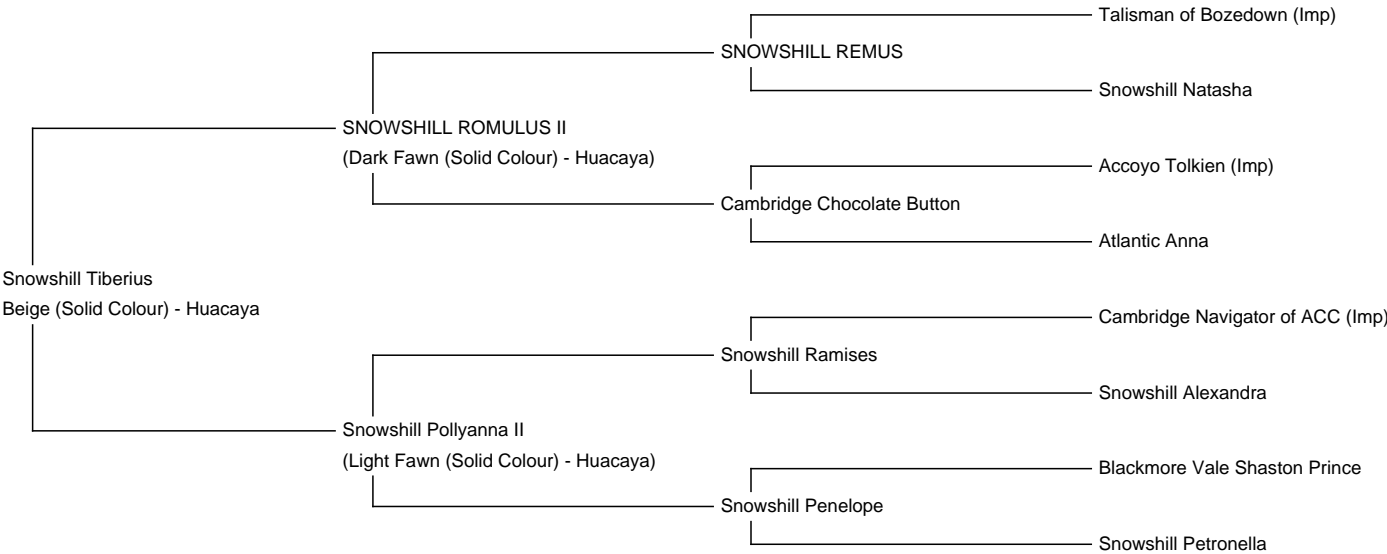 Talisman of Bozedown (Imp)
SNOWSHILL REMUS
Snowshill Natasha
SNOWSHILL ROMULUS II
(Dark Fawn (Solid Colour) - Huacaya)
Accoyo Tolkien (Imp)
Cambridge Chocolate Button
Atlantic Anna
Snowshill Tiberius
Beige (Solid Colour) - Huacaya
Cambridge Navigator of ACC (Imp)
Snowshill Ramises
Snowshill Alexandra
Snowshill Pollyanna II
(Light Fawn (Solid Colour) - Huacaya)
Blackmore Vale Shaston Prince
Snowshill Penelope
Snowshill Petronella